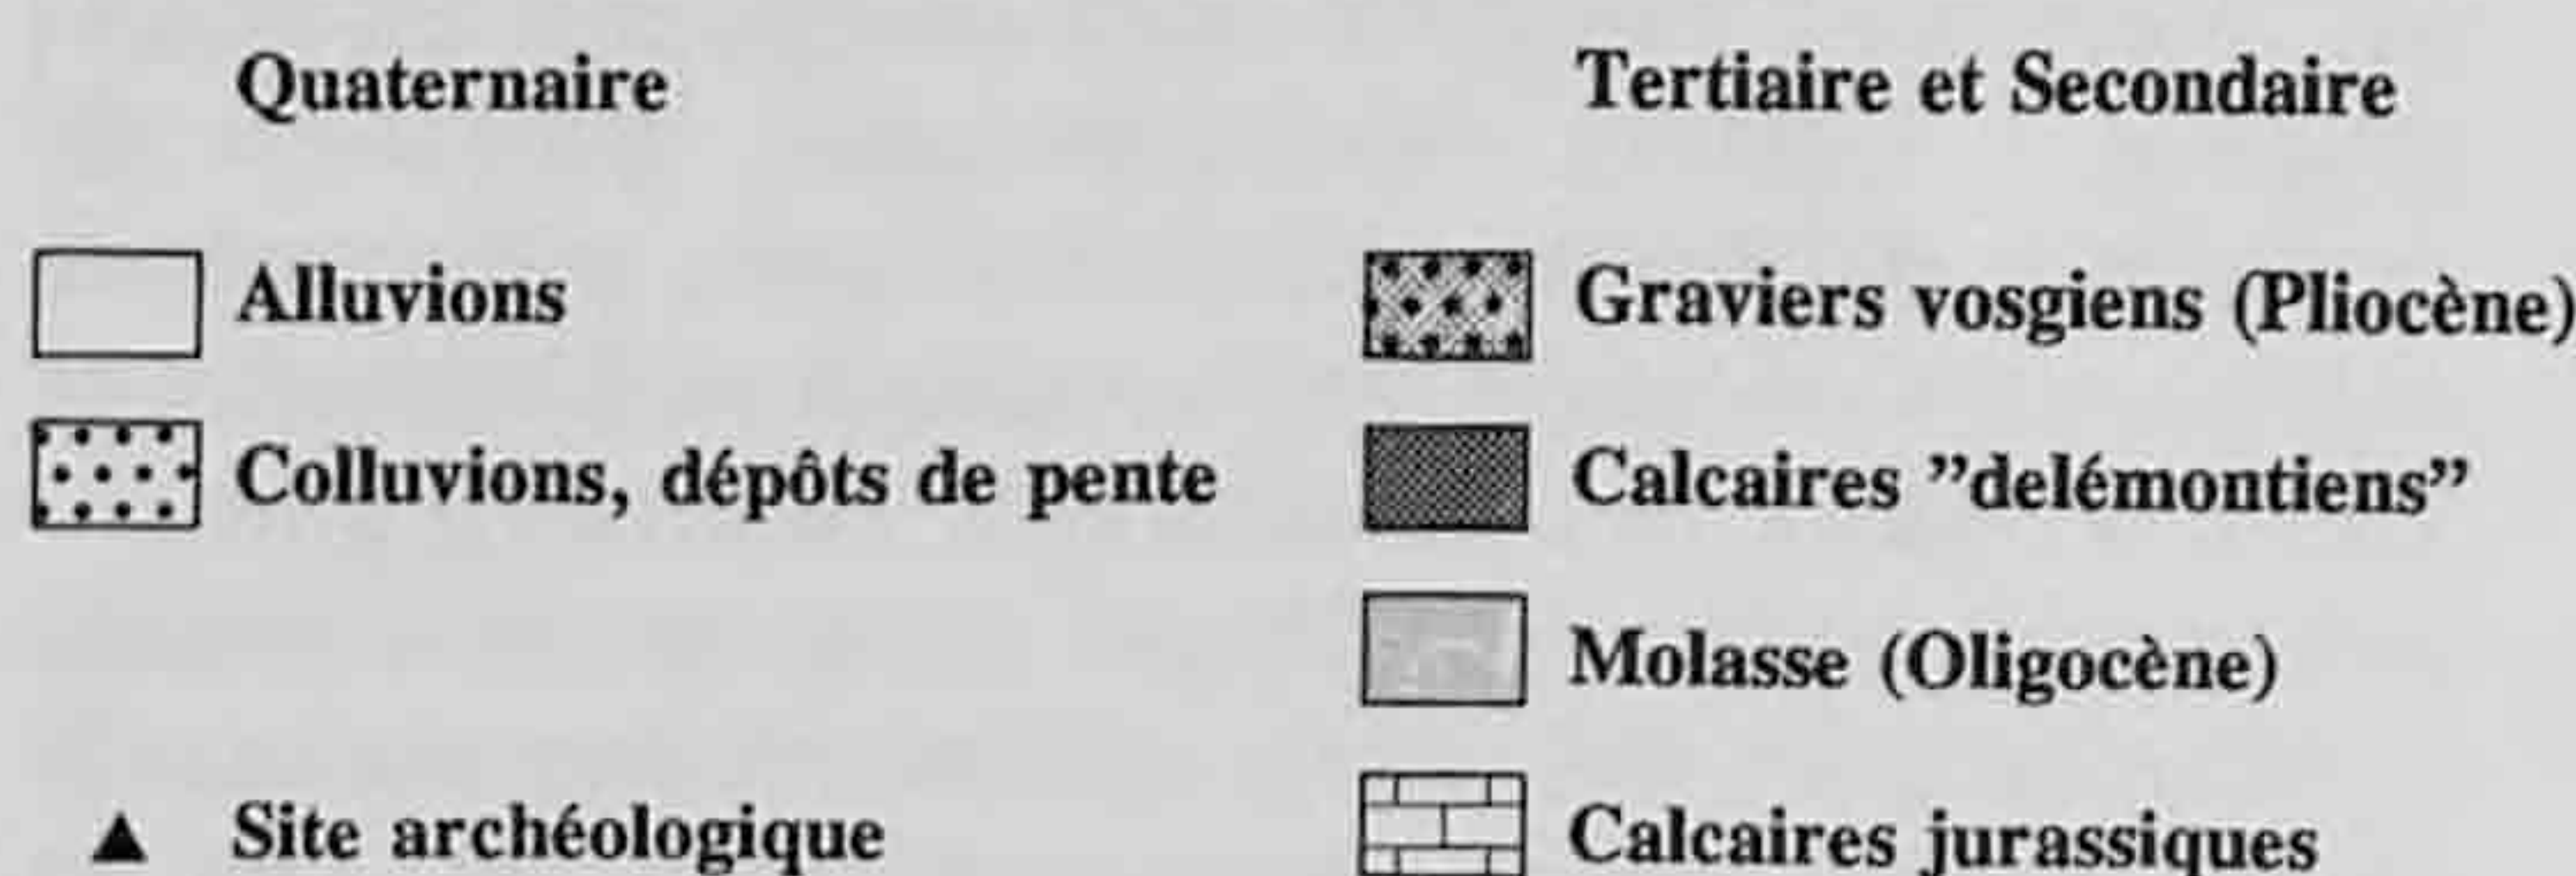 Quaternaire
Alluvions
Colluvions, dépôts de pente
Site archéologique
Tertiaire et Secondaire
Graviers vosgiens (Pliocène)
Calcaires ”delémontiens”
Molasse (Oligocène)
Calcaires jurassiques